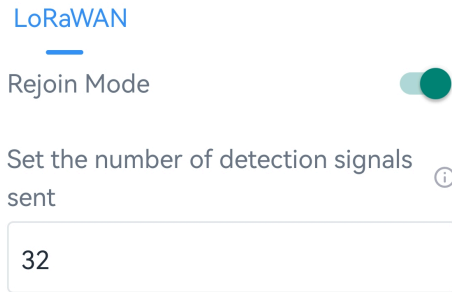 LoRaWAN
Rejoin Mode
Set the number of detection signals
sent
32